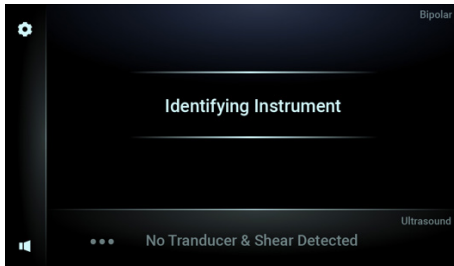 Bipolar
Identifying Instrument
Ultrasound
No Tranducer & Shear Detected